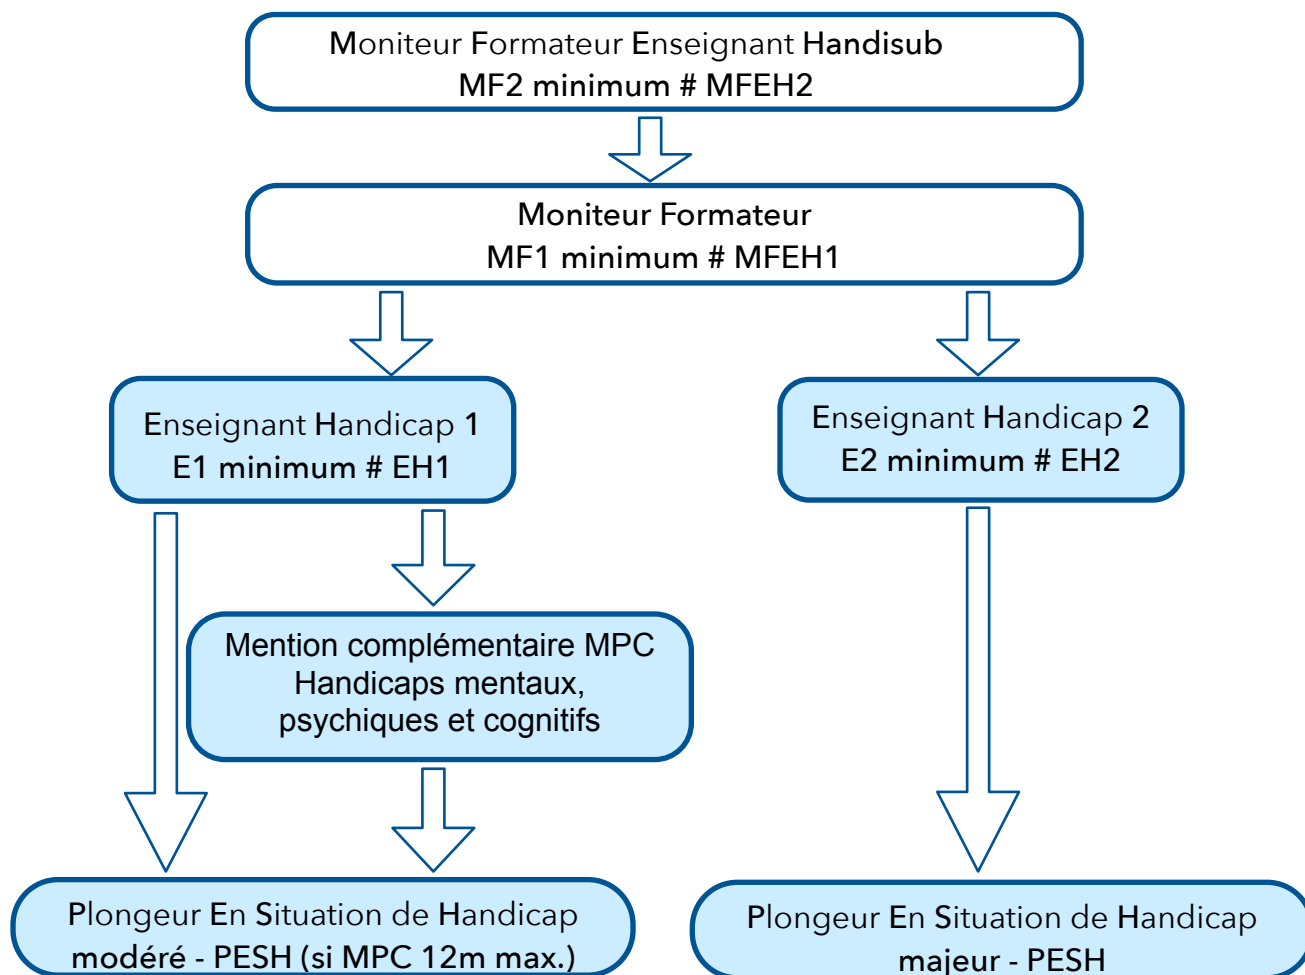 Moniteur Formateur Enseignant Handisub
MF2 minimum # MFEH2
Moniteur Formateur
MF1 minimum # MFEH1
Enseignant Handicap 1
E1 minimum # EH1
Enseignant Handicap 2
E2 minimum # EH2
Mention complémentaire MPC
Handicaps mentaux,
psychiques et cognitifs
Plongeur En Situation de Handicap
modéré - PESH (si MPC 12m max.)
Plongeur En Situation de Handicap
majeur - PESH